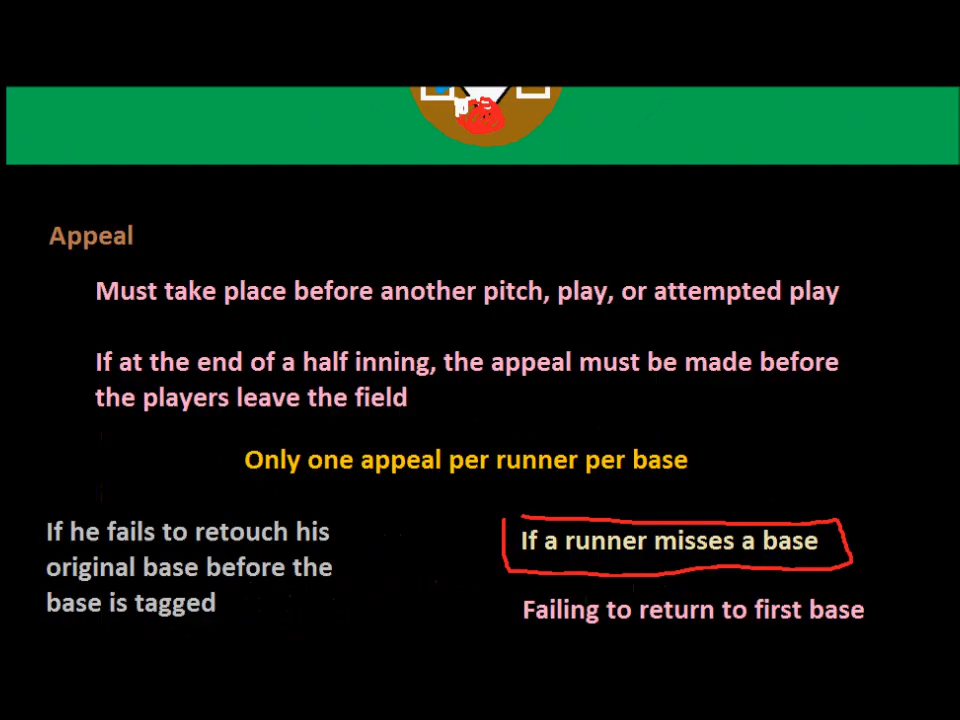 Appeal
Must take place before another pitch, play, or attempted play
If at the end of a half inning, the appeal must be made before
the players leave the field
Only one appeal per runner per base
If he fails to retouch his
original base before the
base is tagged
If a runner misses a base
Failing to return to first base